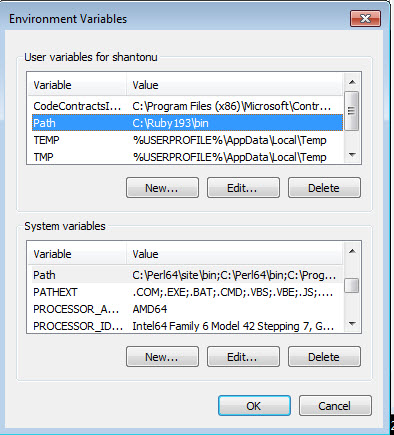 Environment Variables
User variables for shantonu
Variable Value
CodeContractsI... C:\Program Files (x86)\Microsoft\Contr...
Path C:\Ruby193\bin
TEMP %USERPROFILE%\AppData\Local\Temp
TMP %USERPROFILE%\AppData\Local\Temp
New... Edit... Delete
System variables
Variable Value
Path C:\Perl64\site\bin;C:\Perl64\bin;C:\Prog...
PATHEXT .COM;.EXE;.BAT;.CMD;.VBS;.VBE;.JS;....
PROCESSOR_A... AMD64
PROCESSOR_ID... Intel64 Family 6 Model 42 Stepping 7, G...
New... Edit... Delete
OK Cancel